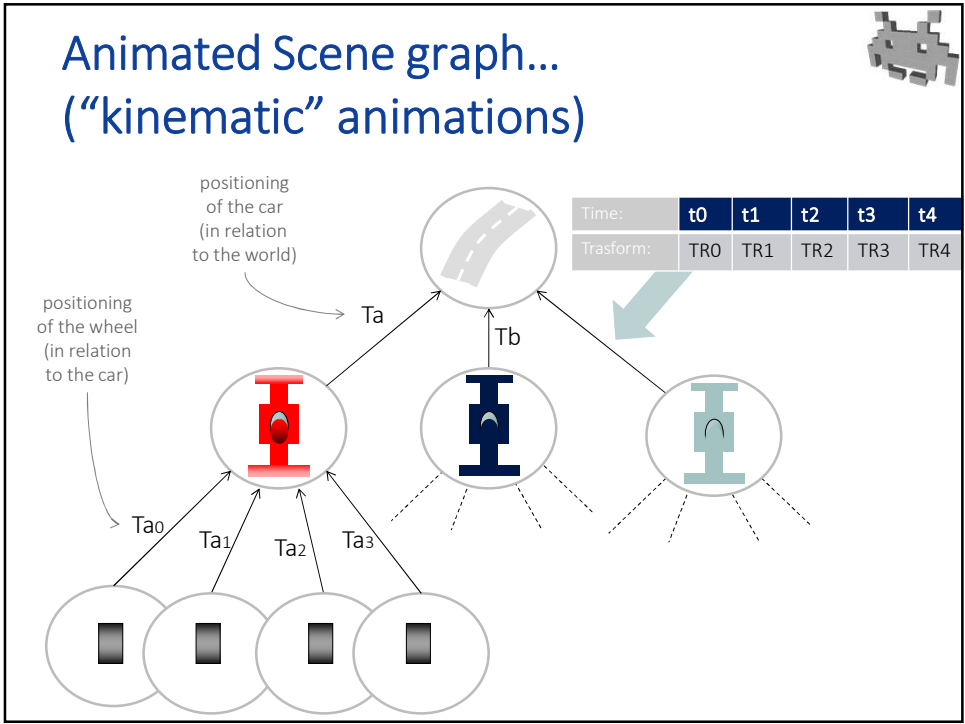 Animated Scene graph…
(“kinematic” animations)
positioning
of the car
(in relation
to the world)
Time: t0 t1 t2 t3 t4
Trasform: TR0 TR1 TR2 TR3 TR4
positioning
of the wheel
(in relation
to the car)
Ta
Tb
Ta0
Ta1
Ta2
Ta3